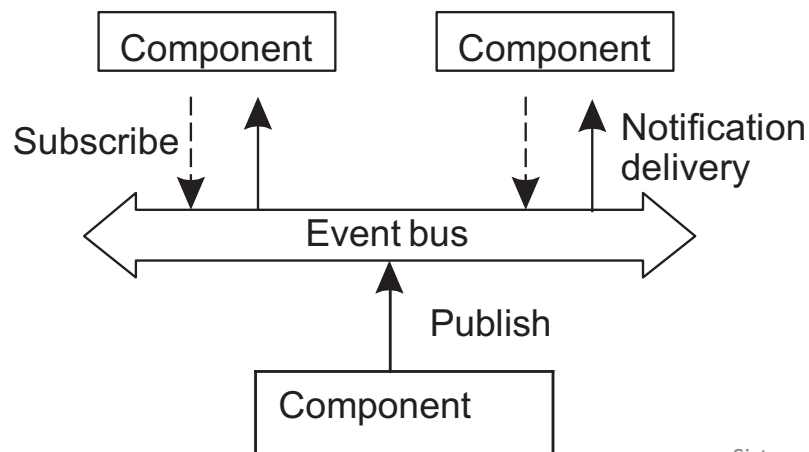 Component
Component
Subscribe
Notification
delivery
Event bus
Publish
Component